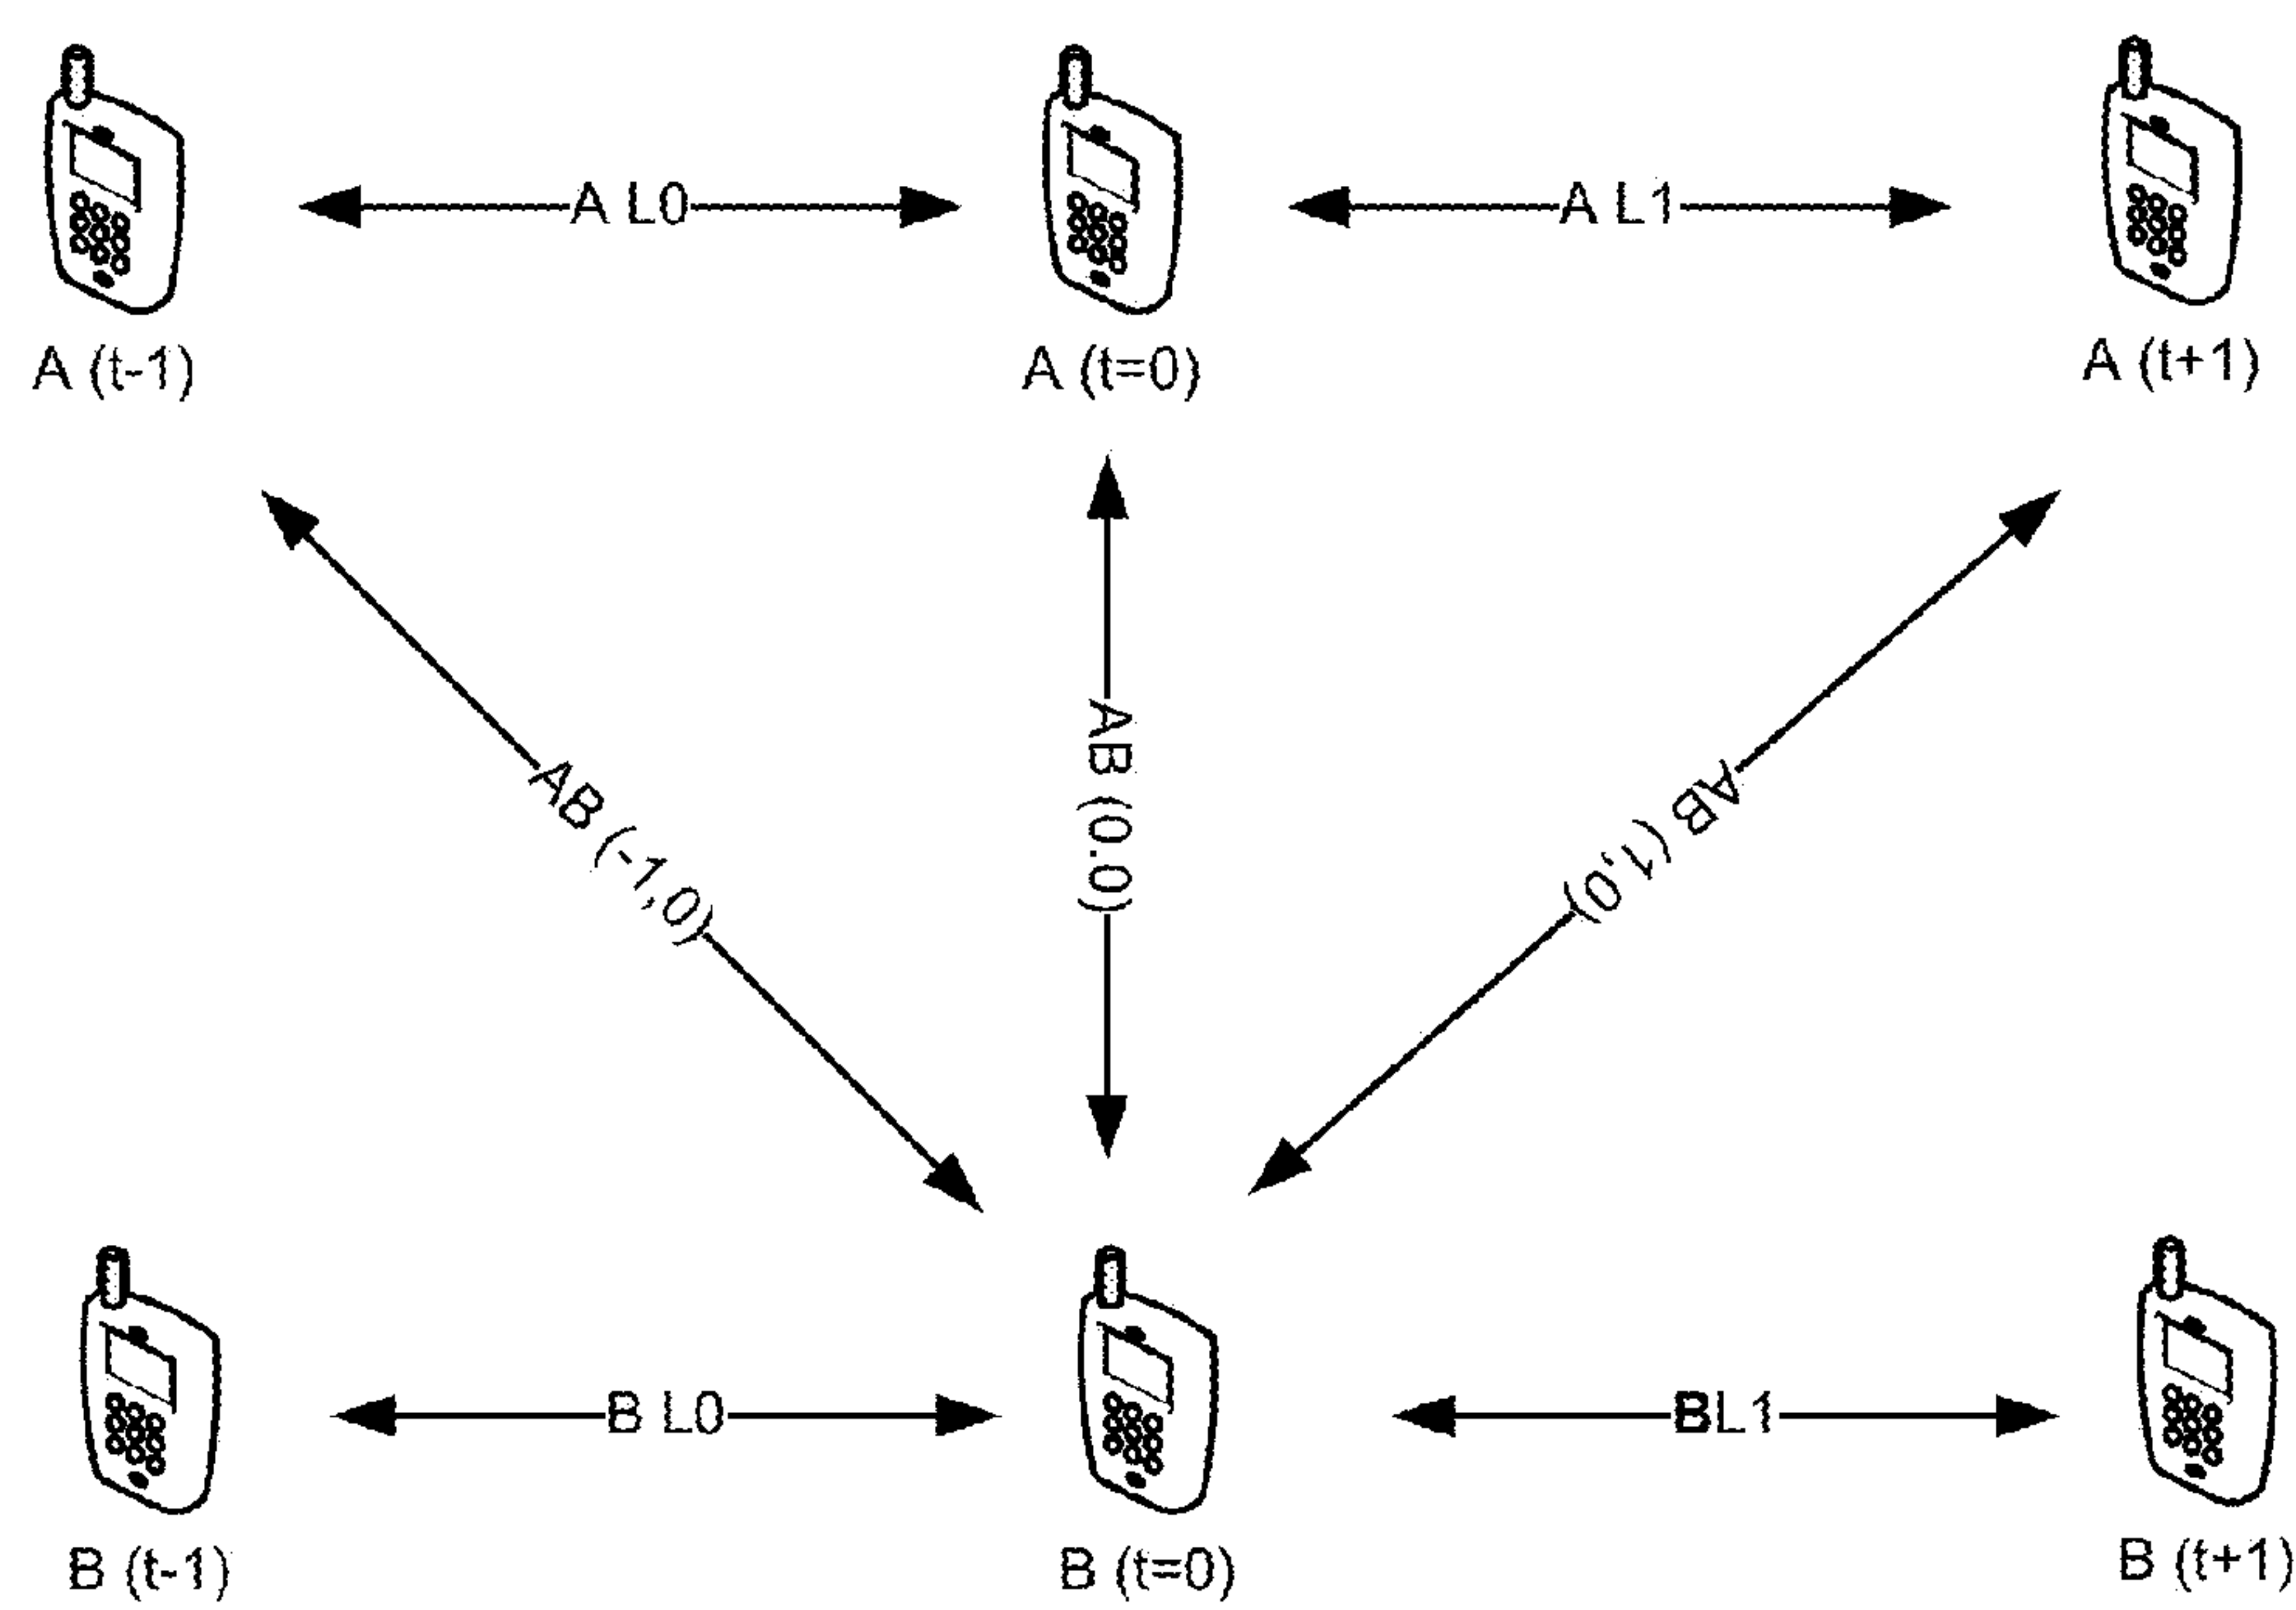 A L0
A L1
A (t-1)
A (t=0)
A (t+1)
AB (-1,0)
AB (0.0)
AB (1,0)
B L0
BL1
B (t-1)
B (t=0)
B (t+1)